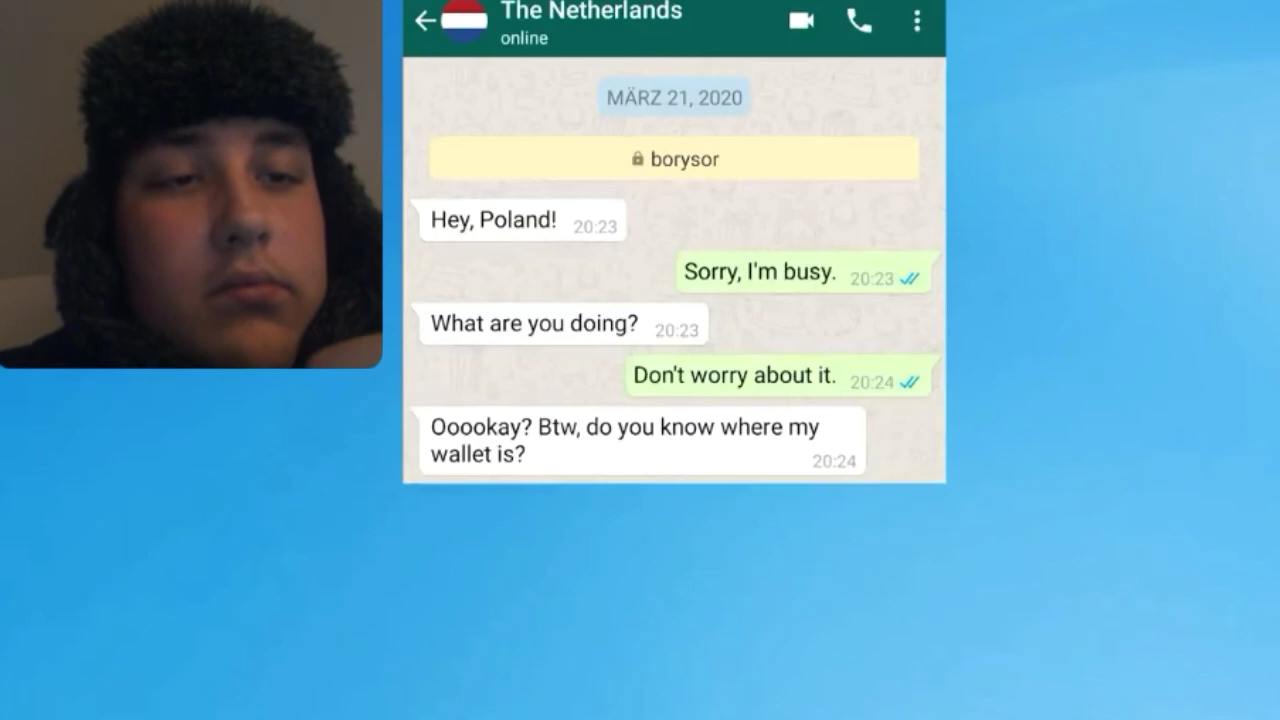 The Netherlands
online
MÄRZ 21, 2020
borysor
Hey, Poland! 20:23
Sorry, I'm busy. 20:23
What are you doing? 20:23
Don't worry about it. 20:24
Ooookay? Btw, do you know where my
wallet is? 20:24